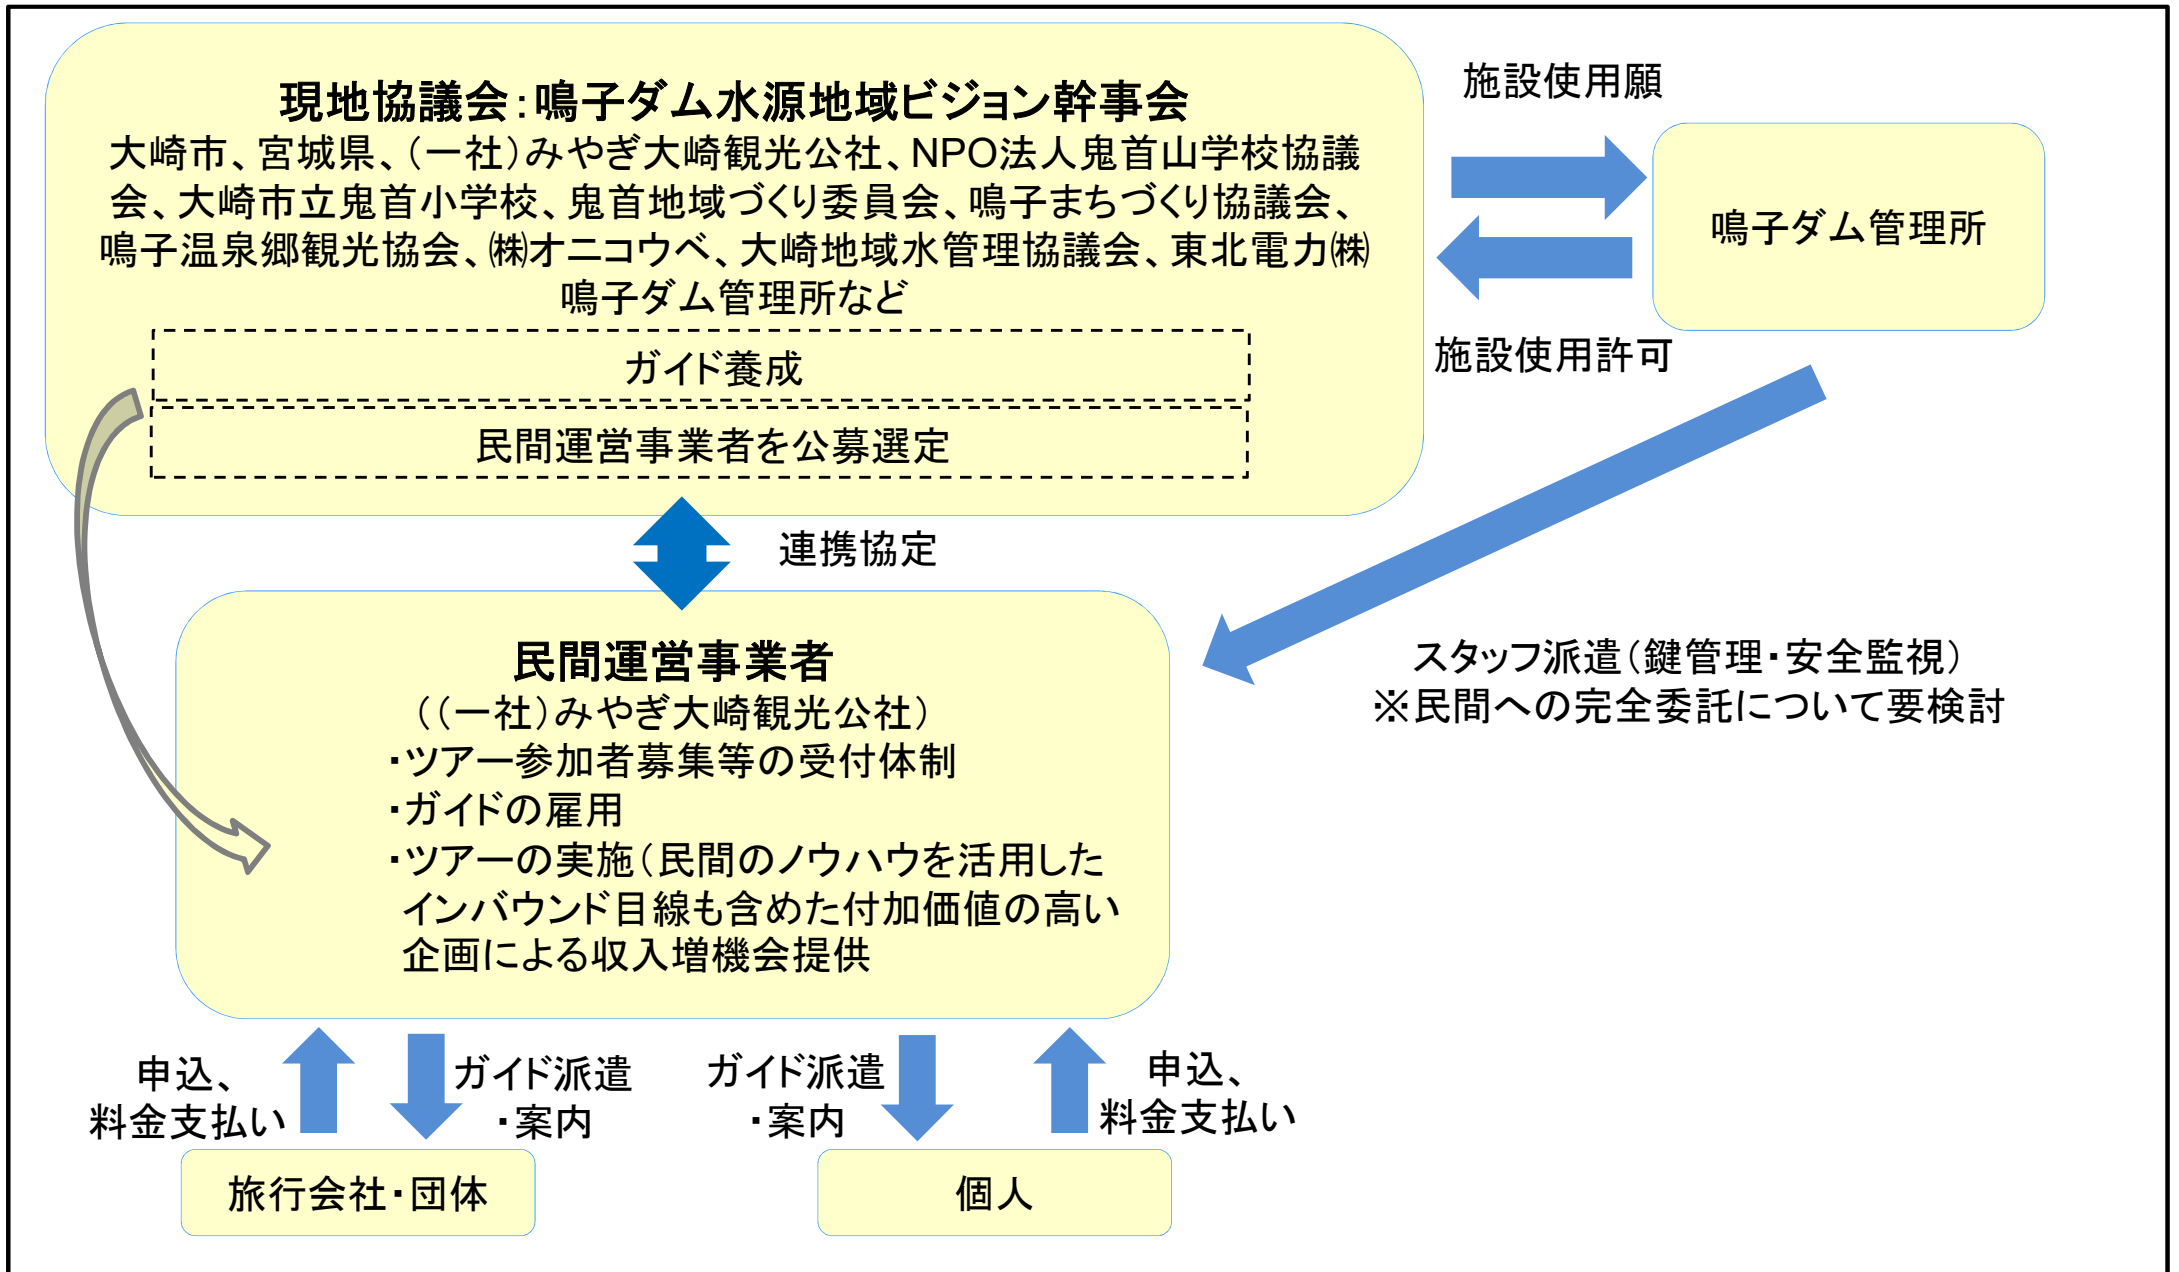 現地協議会：鳴子ダム水源地域ビジョン幹事会
大崎市、宮城県、（一社）みやぎ大崎観光公社、NPO法人鬼首山学校協議
会、大崎市立鬼首小学校、鬼首地域づくり委員会、鳴子まちづくり協議会、
鳴子温泉郷観光協会、㈱オニコウベ、大崎地域水管理協議会、東北電力㈱
鳴子ダム管理所など
ガイド養成
民間運営事業者を公募選定
施設使用願
鳴子ダム管理所
施設使用許可
連携協定
スタッフ派遣（鍵管理・安全監視）
※民間への完全委託について要検討
民間運営事業者
（（一社）みやぎ大崎観光公社）
・ツアー参加者募集等の受付体制
・ガイドの雇用
・ツアーの実施（民間のノウハウを活用した
インバウンド目線も含めた付加価値の高い
企画による収入増機会提供
申込、
料金支払い
ガイド派遣
・案内
ガイド派遣
・案内
申込、
料金支払い
旅行会社・団体
個人